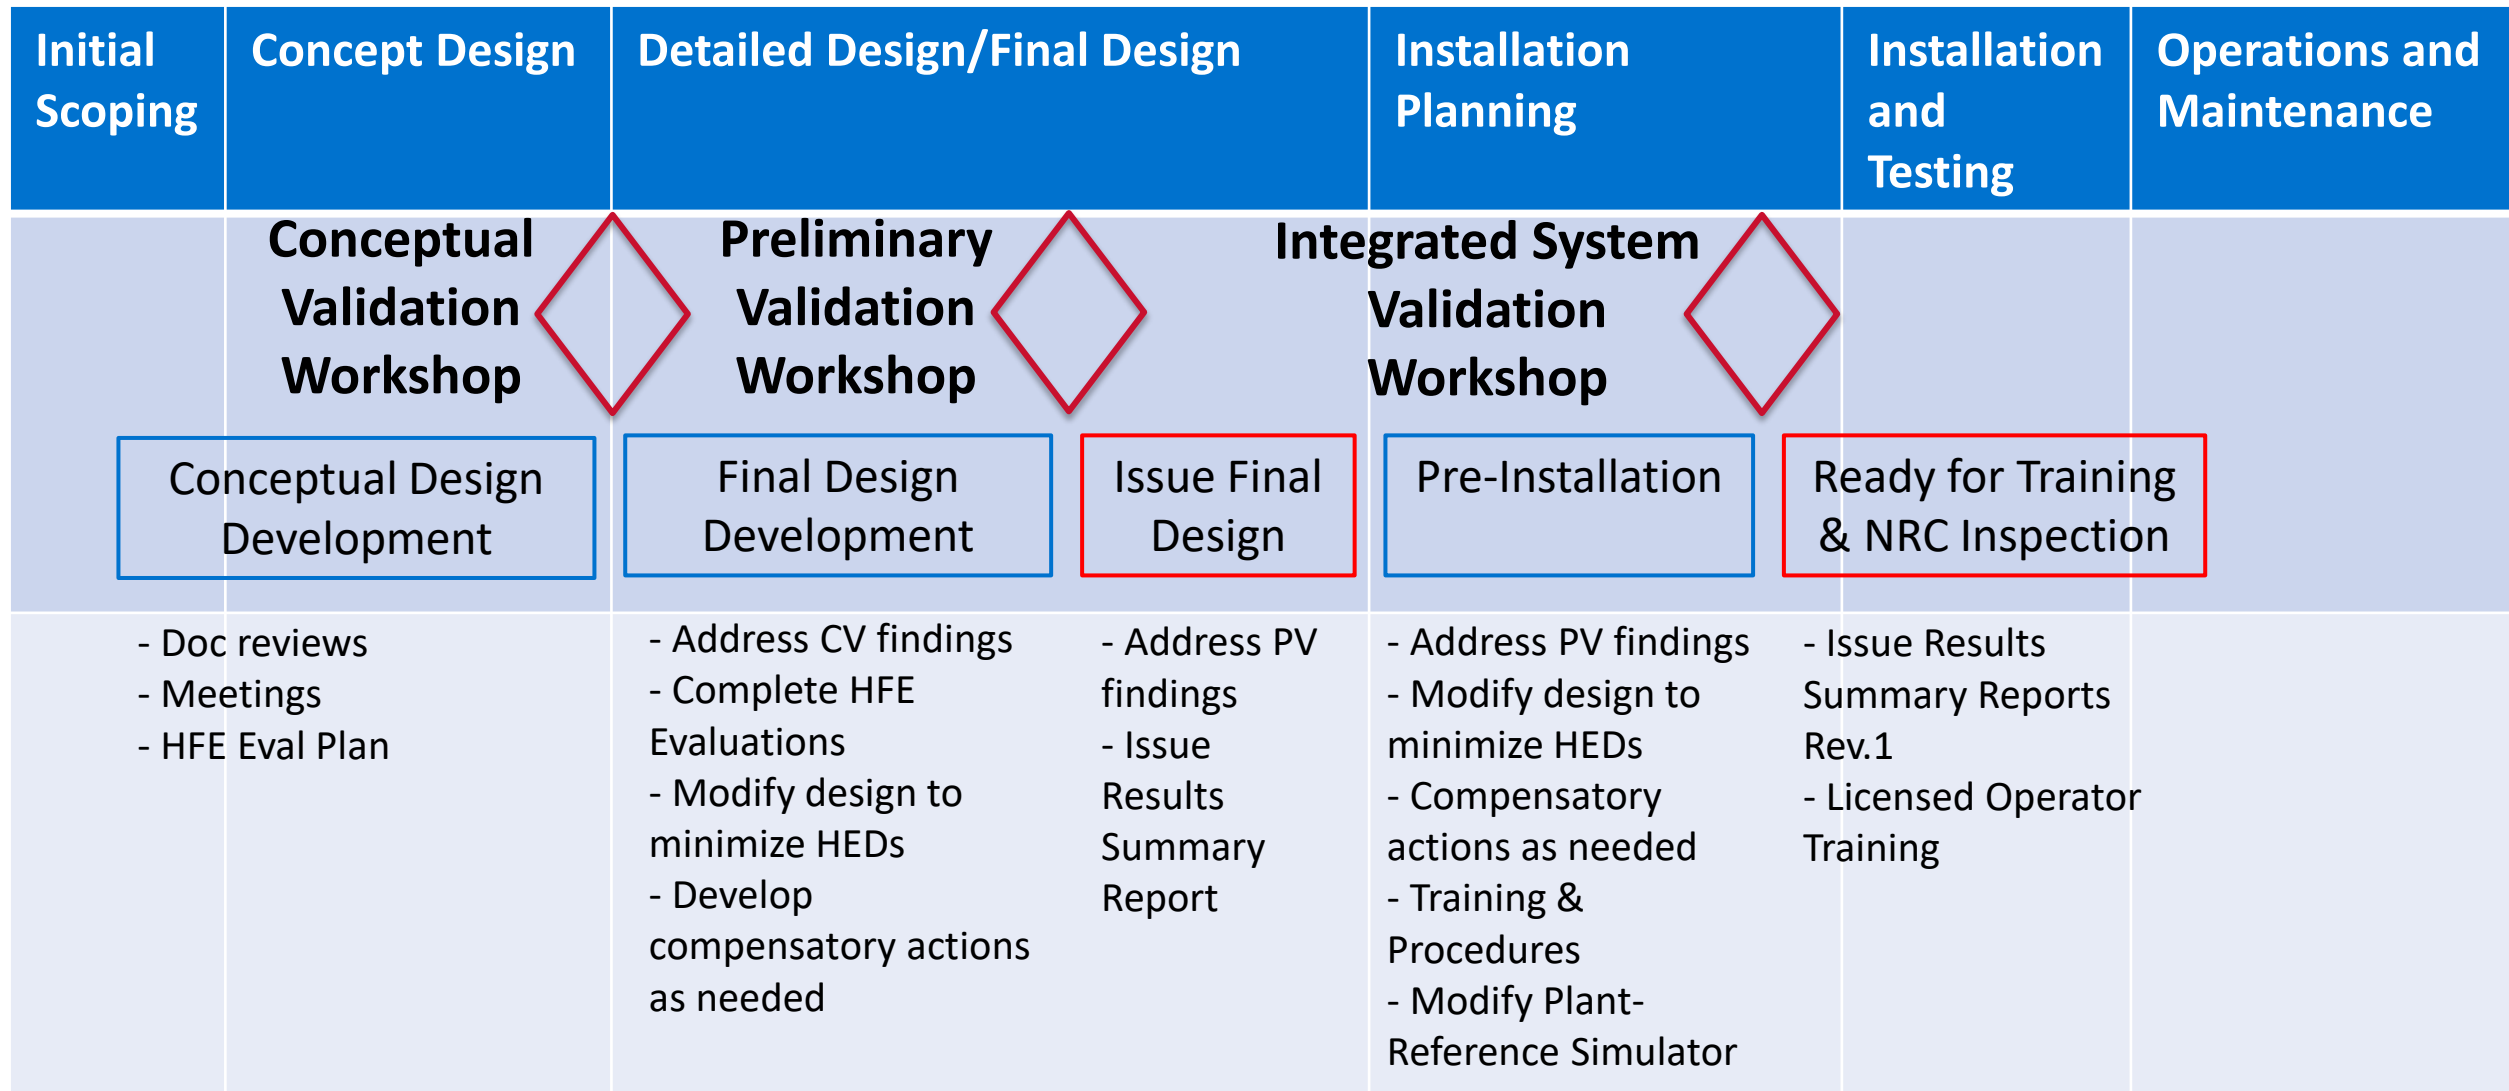 Initial
Scoping
Concept Design
Detailed Design/Final Design
Installation
Planning
Installation
and
Testing
Operations and
Maintenance
Conceptual
Validation
Workshop
Preliminary
Validation
Workshop
Integrated System
Validation
Workshop
Conceptual Design
Development
Final Design
Development
Issue Final
Design
Pre-Installation
Ready for Training
& NRC Inspection
- Doc reviews
- Meetings
- HFE Eval Plan
- Address CV findings
- Complete HFE
Evaluations
- Modify design to
minimize HEDs
- Develop
compensatory actions
as needed
- Address PV
findings
- Issue
Results
Summary
Report
- Address PV findings
- Modify design to
minimize HEDs
- Compensatory
actions as needed
- Training &
Procedures
- Modify Plant-
Reference Simulator
- Issue Results
Summary Reports
Rev.1
- Licensed Operator
Training